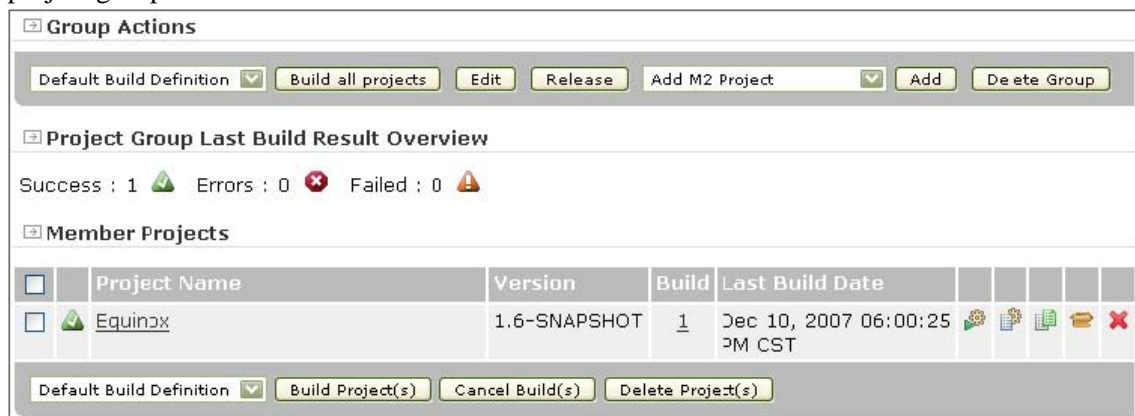 Group Actions
Default Build Definition Build all projects Edit Release Add M2 Project Add Delete Group
Project Group Last Build Result Overview
Success : 1 Errors : 0 Failed : 0
Member Projects
Project Name Version Build Last Build Date
Equinox 1.6-SNAPSHOT 1 Dec 10, 2007 06:00:25
PM CST
Default Build Definition Build Project(s) Cancel Build(s) Delete Project(s)